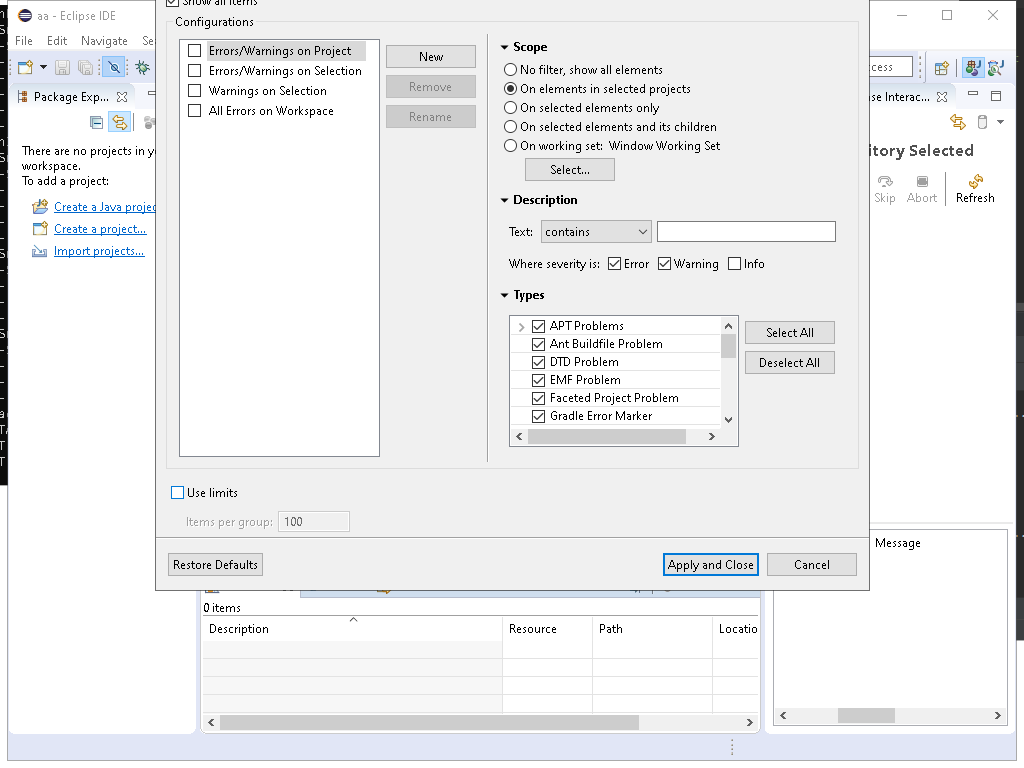 aa - Eclipse IDE
Show all items
File Edit Navigate Se
Configurations
Errors/Warnings on Project
Errors/Warnings on Selection
Warnings on Selection
All Errors on Workspace
New
Remove
Rename
Scope
No filter, show all elements
On elements in selected projects
On selected elements only
On selected elements and its children
On working set: Window Working Set
Select...
Description
Text: contains
Where severity is: Error Warning Info
Types
APT Problems
Ant Buildfile Problem
DTD Problem
EMF Problem
Faceted Project Problem
Gradle Error Marker
Select All
Deselect All
Use limits
Items per group: 100
Restore Defaults
Apply and Close
Cancel
Package Exp...
There are no projects in
workspace.
To add a project:
Create a Java projec
Create a project...
Import projects...
cess
se Interac...
itory Selected
Skip Abort Refresh
Message
0 items
Description Resource Path Locatio